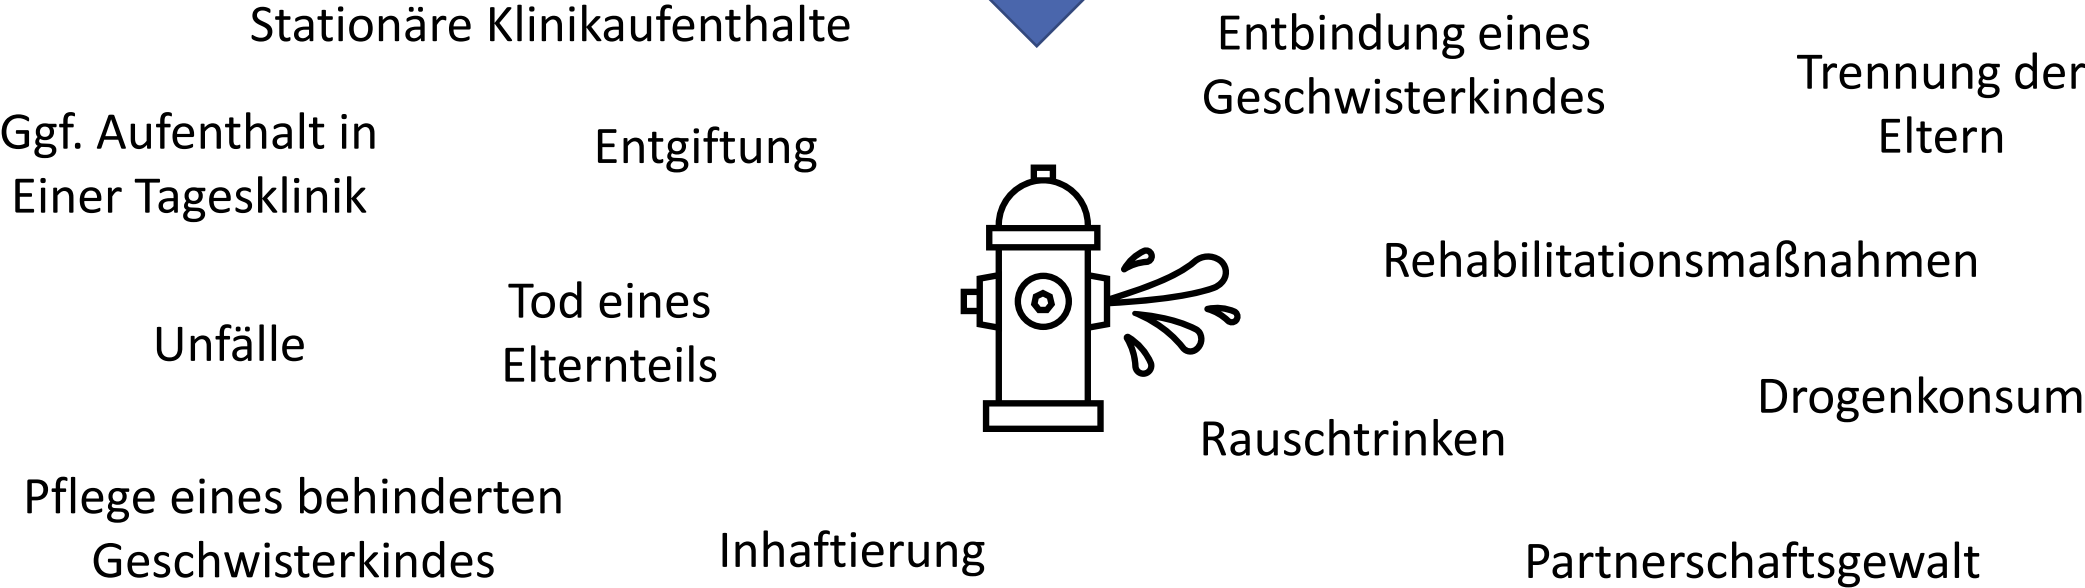 Stationäre Klinikaufenthalte
Entbindung eines
Geschwisterkindes
Trennung der
Eltern
Ggf. Aufenthalt in
Einer Tagesklinik
Entgiftung
Rehabilitationsmaßnahmen
Unfälle
Tod eines
Elternteils
Drogenkonsum
Rauschtrinken
Pflege eines behinderten
Geschwisterkindes
Inhaftierung
Partnerschaftsgewalt